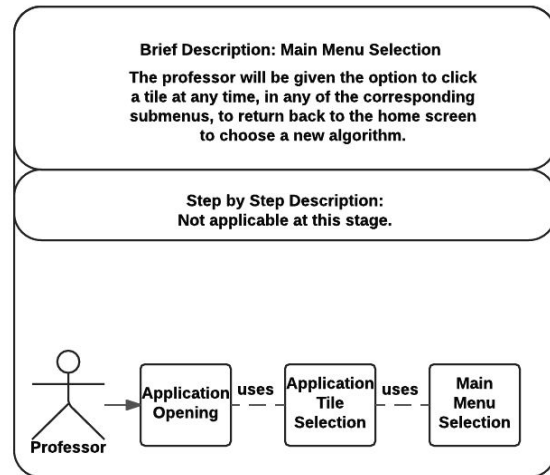 Brief Description: Main Menu Selection
The professor will be given the option to click
a tile at any time, in any of the corresponding
submenus, to return back to the home screen
to choose a new algorithm.
Step by Step Description:
Not applicable at this stage.
Professor
Application
Opening
uses
Application
Tile
Selection
uses
Main
Menu
Selection